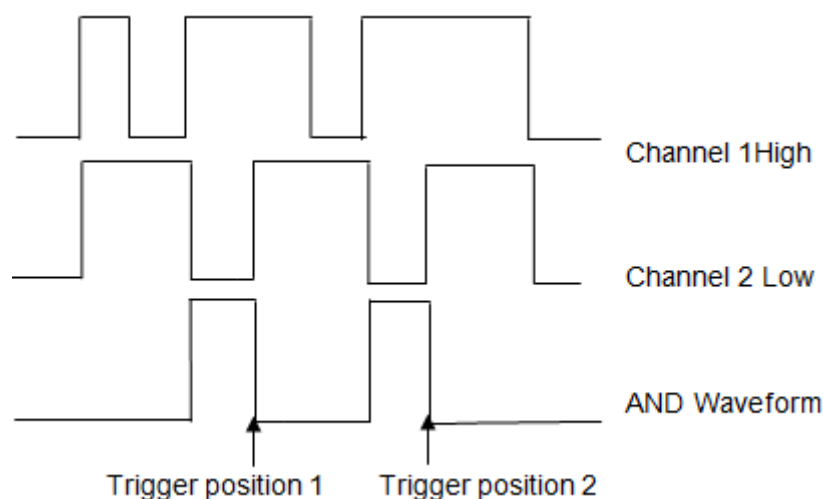 Channel 1High
Channel 2 Low
AND Waveform
Trigger position 1
Trigger position 2